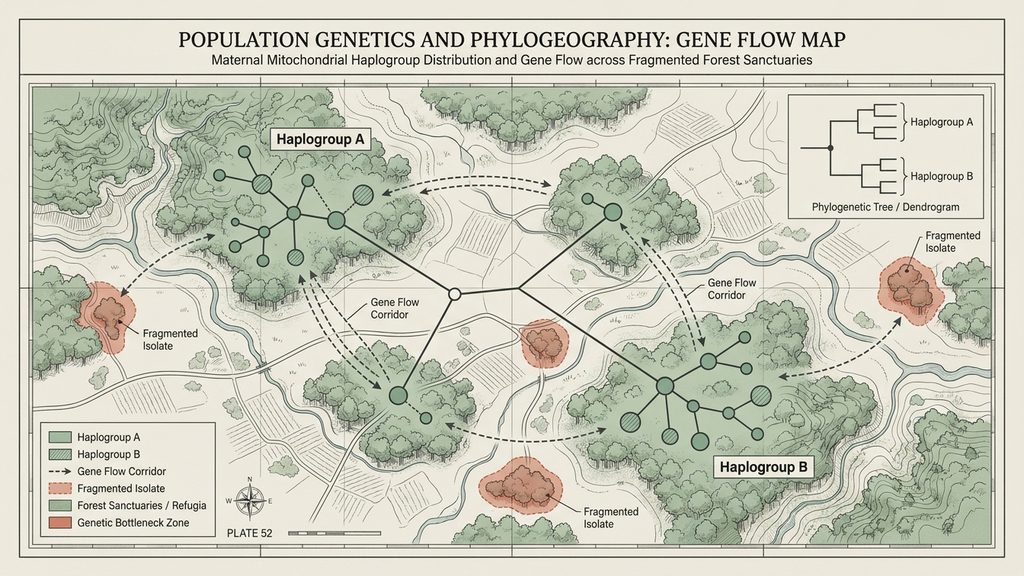 POPULATION GENETICS AND PHYLOGEOGRAPHY: GENE FLOW MAP
Maternal Mitochondrial Haplogroup Distribution and Gene Flow across Fragmented Forest Sanctuaries
Haplogroup A
Haplogroup A
Haplogroup B
Phylogenetic Tree / Dendrogram
Fragmented
Isolate
Gene Flow
Corridor
Gene Flow
Corridor
Fragmented
Isolate
Haplogroup B
Fragmented
Isolate
Haplogroup A
Haplogroup B
Gene Flow Corridor
Fragmented Isolate
Forest Sanctuaries / Refugia
Genetic Bottleneck Zone
N
W
E
S
PLATE 52